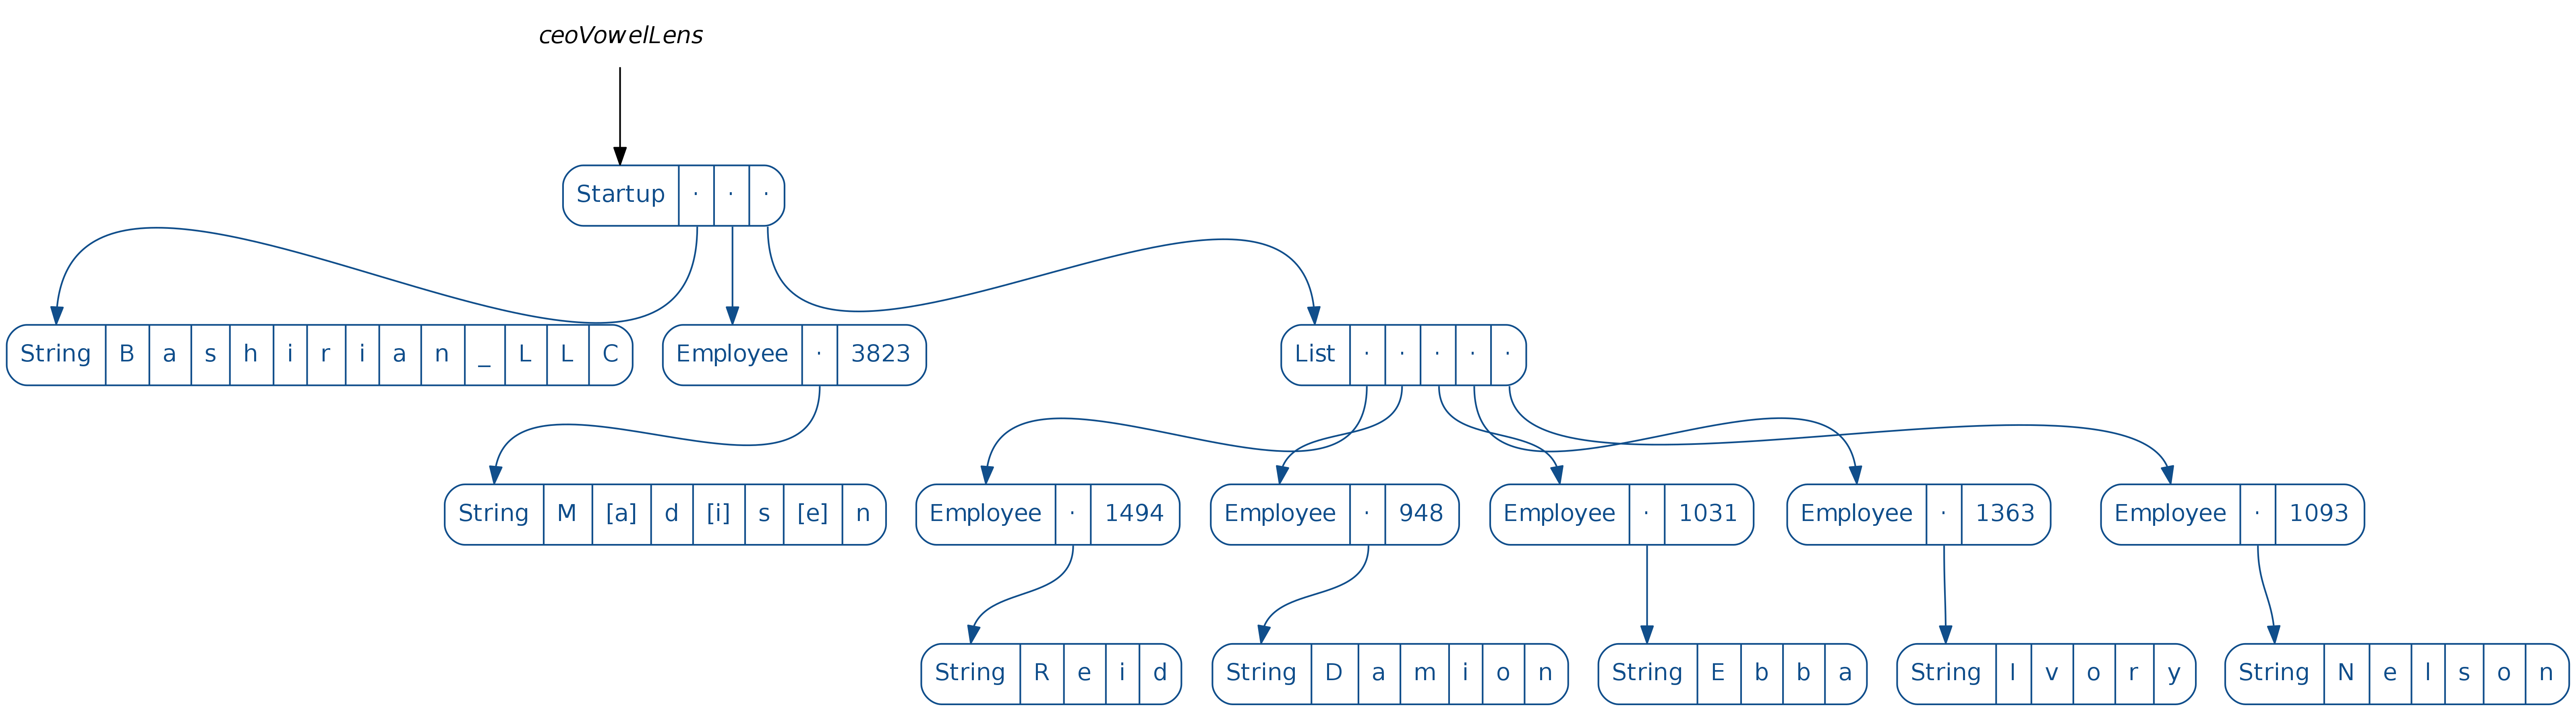 ceoVowelLens
Startup · · ·
String B a s h i r i a n _ L L C
Employee · 3823
List · · · · ·
String M [a] d [i] s [e] n
Employee · 1494
Employee · 948
Employee · 1031
Employee · 1363
Employee · 1093
String R e i d
String D a m i o n
String E b b a
String I v o r y
String N e l s o n